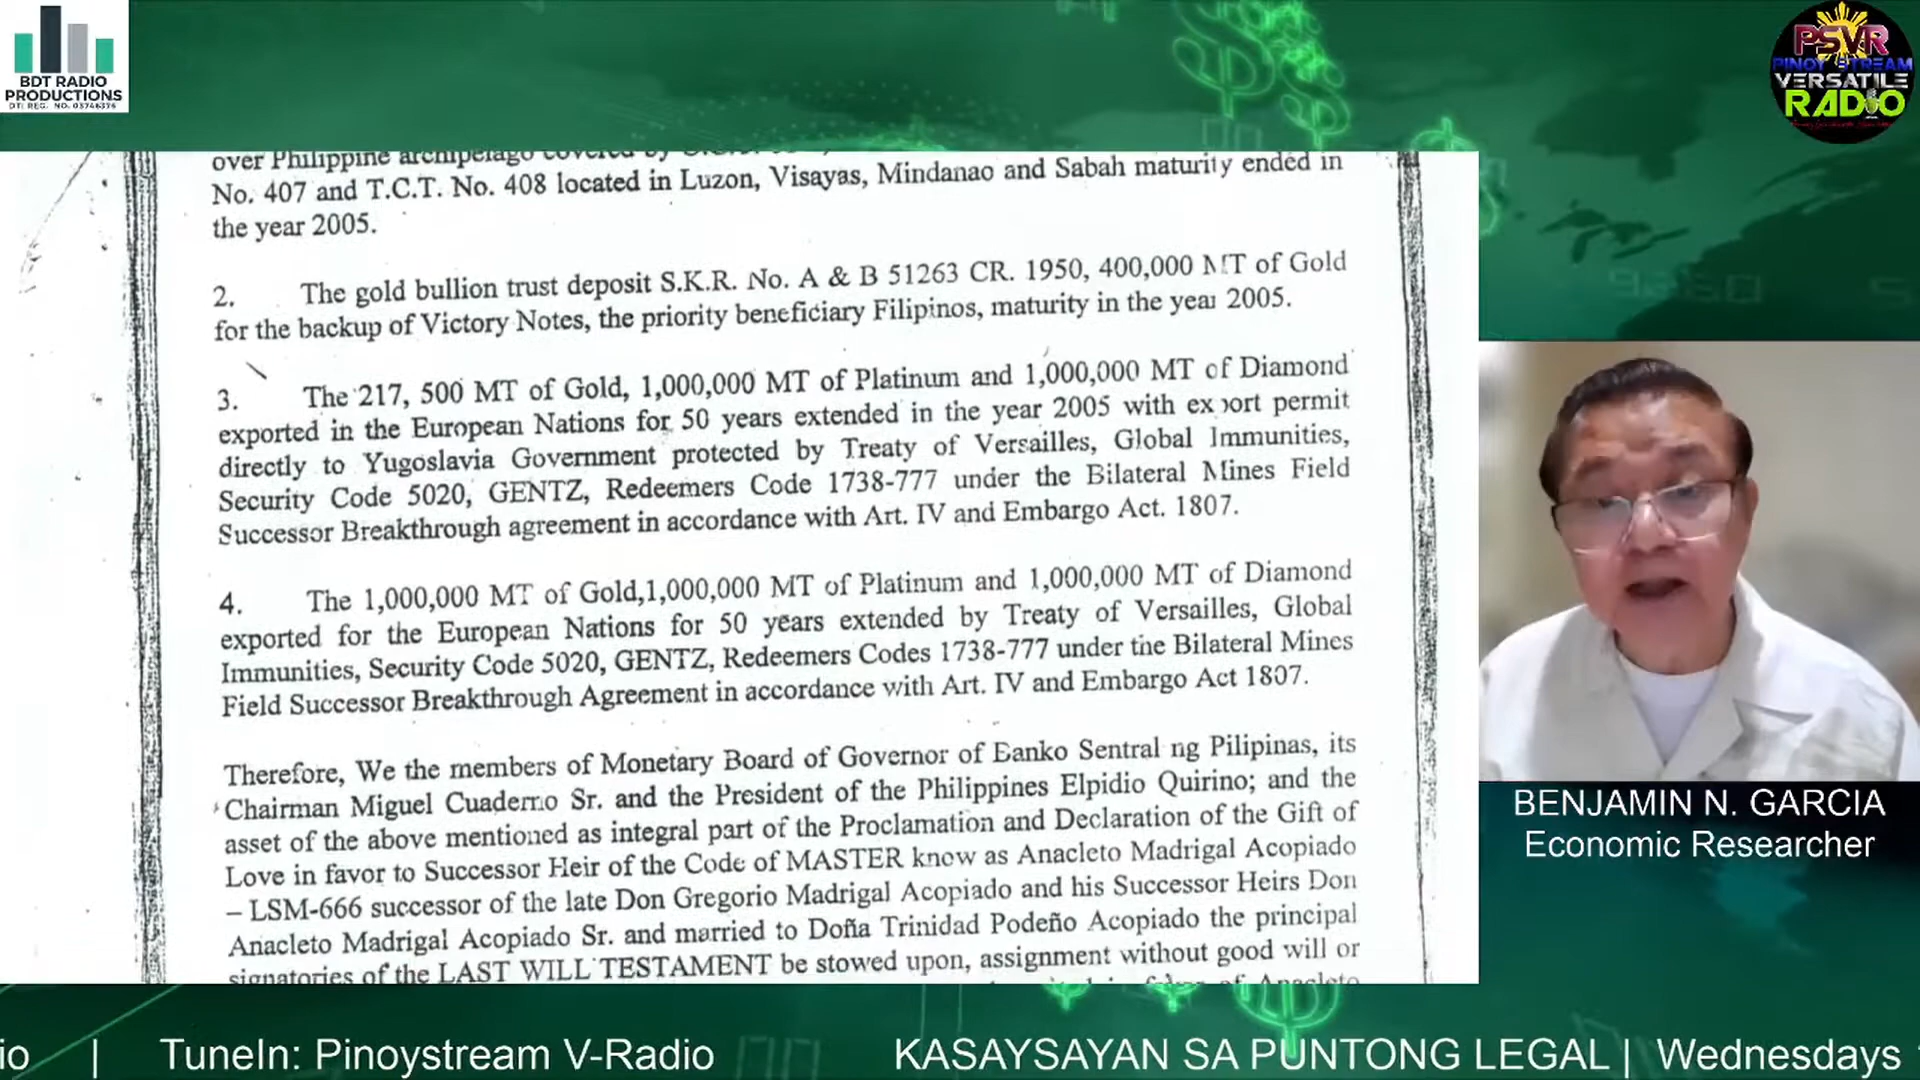 BDT RADIO
PRODUCTIONS
DTI REG. NO. 03746376
PSVR
PINOY STREAM
VERSATILE
RADIO
over Philippine archipelago covered by
No. 407 and T.C.T. No. 408 located in Luzon, Visayas, Mindanao and Sabah maturity ended in
the year 2005.
2. The gold bullion trust deposit S.K.R. No. A & B 51263 CR. 1950, 400,000 MT of Gold
for the backup of Victory Notes, the priority beneficiary Filipinos, maturity in the year 2005.
3. The 217, 500 MT of Gold, 1,000,000 MT of Platinum and 1,000,000 MT of Diamond
exported in the European Nations for 50 years extended in the year 2005 with export permit
directly to Yugoslavia Government protected by Treaty of Versailles, Global Immunities,
Security Code 5020, GENTZ, Redeemers Code 1738-777 under the Bilateral Mines Field
Successor Breakthrough agreement in accordance with Art. IV and Embargo Act. 1807.
4. The 1,000,000 MT of Gold,1,000,000 MT of Platinum and 1,000,000 MT of Diamond
exported for the European Nations for 50 years extended by Treaty of Versailles, Global
Immunities, Security Code 5020, GENTZ, Redeemers Codes 1738-777 under the Bilateral Mines
Field Successor Breakthrough Agreement in accordance with Art. IV and Embargo Act 1807.
Therefore, We the members of Monetary Board of Governor of Banko Sentral ng Pilipinas, its
Chairman Miguel Cuaderno Sr. and the President of the Philippines Elpidio Quirino; and the
asset of the above mentioned as integral part of the Proclamation and Declaration of the Gift of
Love in favor to Successor Heir of the Code of MASTER know as Anacleto Madrigal Acopiado
– LSM-666 successor of the late Don Gregorio Madrigal Acopiado and his Successor Heirs Don
Anacleto Madrigal Acopiado Sr. and married to Doña Trinidad Podeño Acopiado the principal
signatories of the LAST WILL TESTAMENT be stowed upon, assignment without good will or
Anacleto
BENJAMIN N. GARCIA
Economic Researcher
io | TuneIn: Pinoystream V-Radio KASAYSAYAN SA PUNTONG LEGAL | Wednesdays